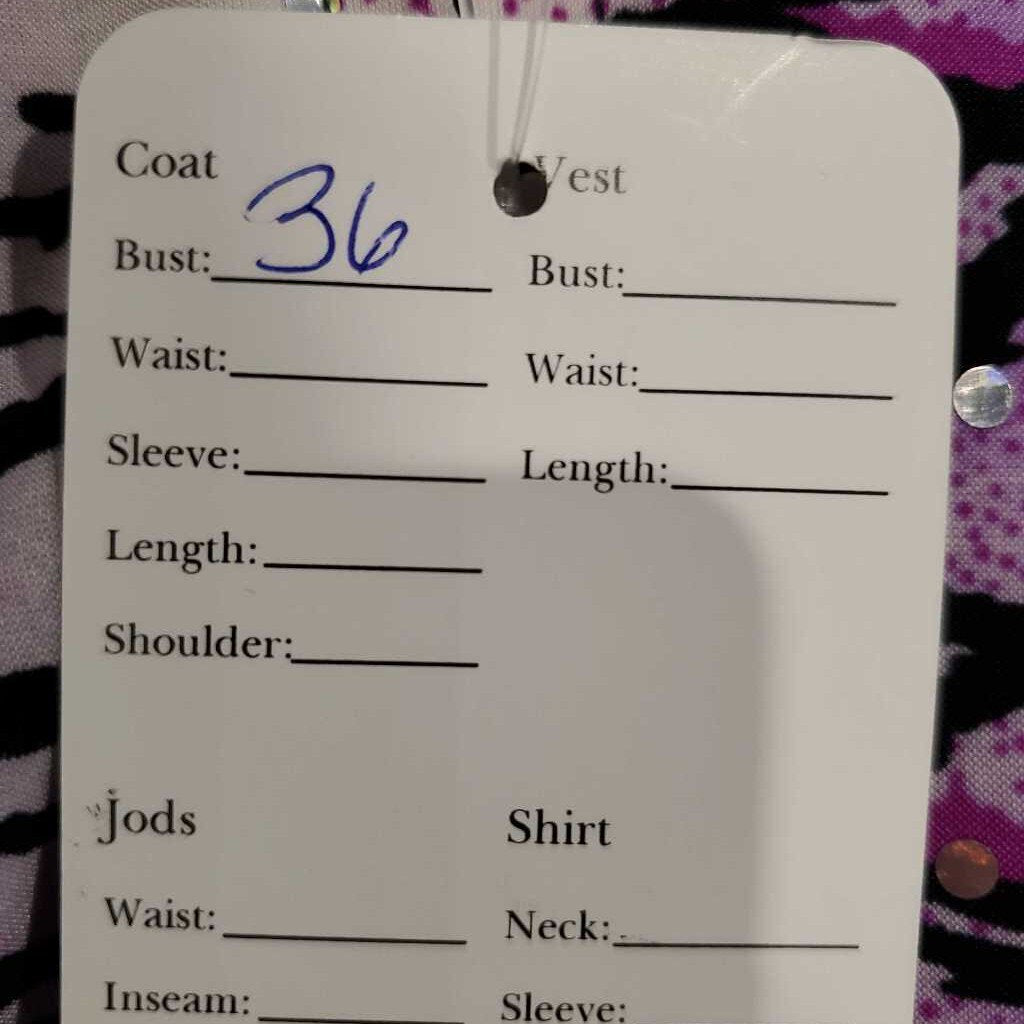 Coat
Bust: 36
Waist:
Sleeve:
Length:
Shoulder:
Vest
Bust:
Waist:
Length:
Jods
Waist:
Inseam:
Shirt
Neck:
Sleeve: